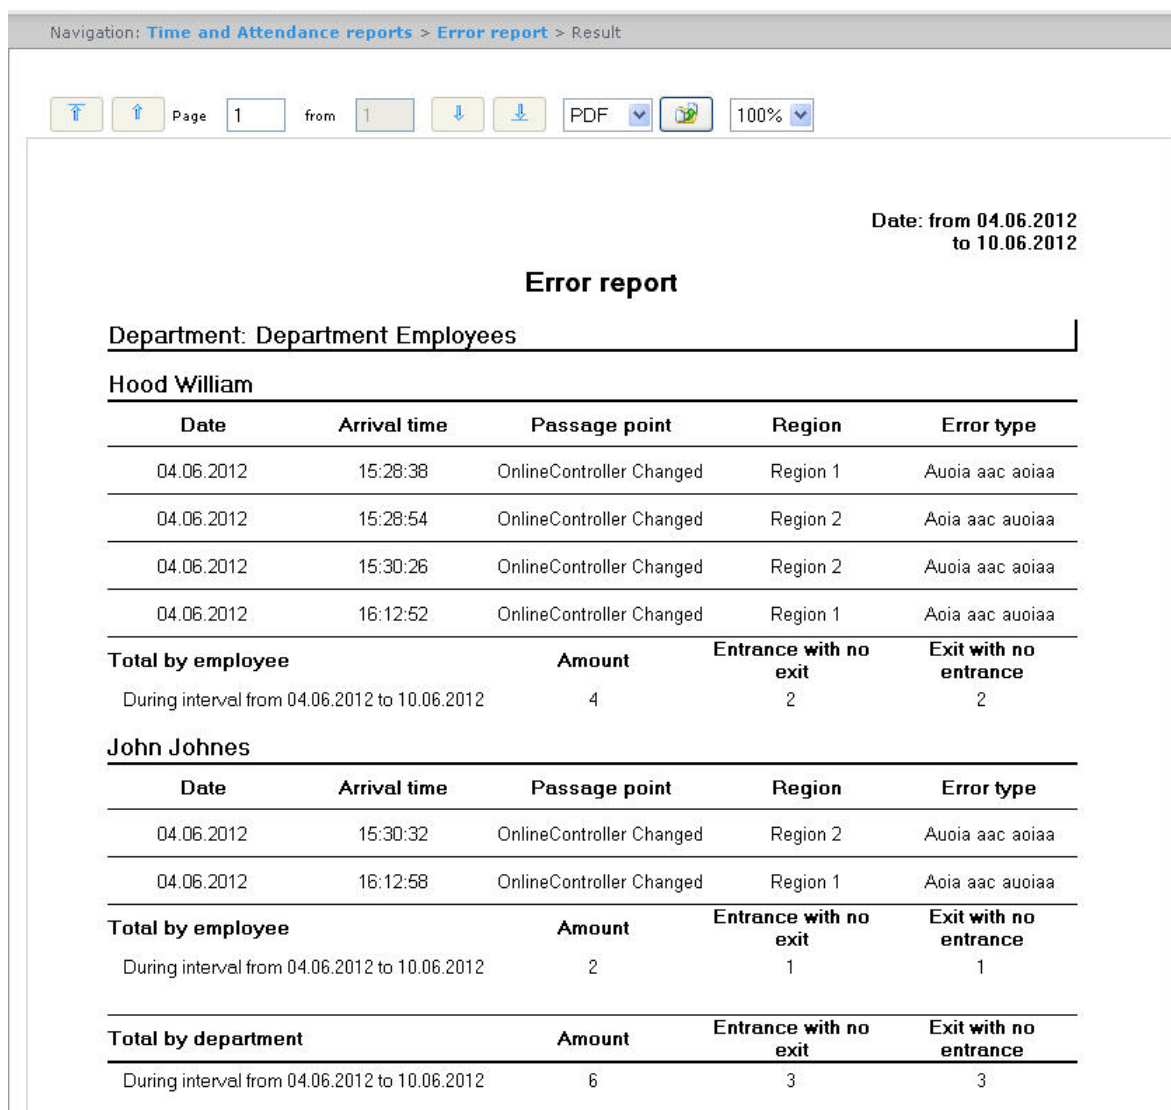 Navigation: Time and Attendance reports > Error report > Result
Page 1 from 1 PDF 100%
Date: from 04.06.2012
to 10.06.2012
Error report
Department: Department Employees
Hood William
Date Arrival time Passage point Region Error type
04.06.2012 15:28:38 OnlineController Changed Region 1 Auoia aac aoiaa
04.06.2012 15:28:54 OnlineController Changed Region 2 Aoia aac auoiaa
04.06.2012 15:30:26 OnlineController Changed Region 2 Auoia aac aoiaa
04.06.2012 16:12:52 OnlineController Changed Region 1 Aoia aac auoiaa
Total by employee Amount Entrance with no exit Exit with no entrance
During interval from 04.06.2012 to 10.06.2012 4 2 2
John Johnes
Date Arrival time Passage point Region Error type
04.06.2012 15:30:32 OnlineController Changed Region 2 Auoia aac aoiaa
04.06.2012 16:12:58 OnlineController Changed Region 1 Aoia aac auoiaa
Total by employee Amount Entrance with no exit Exit with no entrance
During interval from 04.06.2012 to 10.06.2012 2 1 1
Total by department Amount Entrance with no exit Exit with no entrance
During interval from 04.06.2012 to 10.06.2012 6 3 3